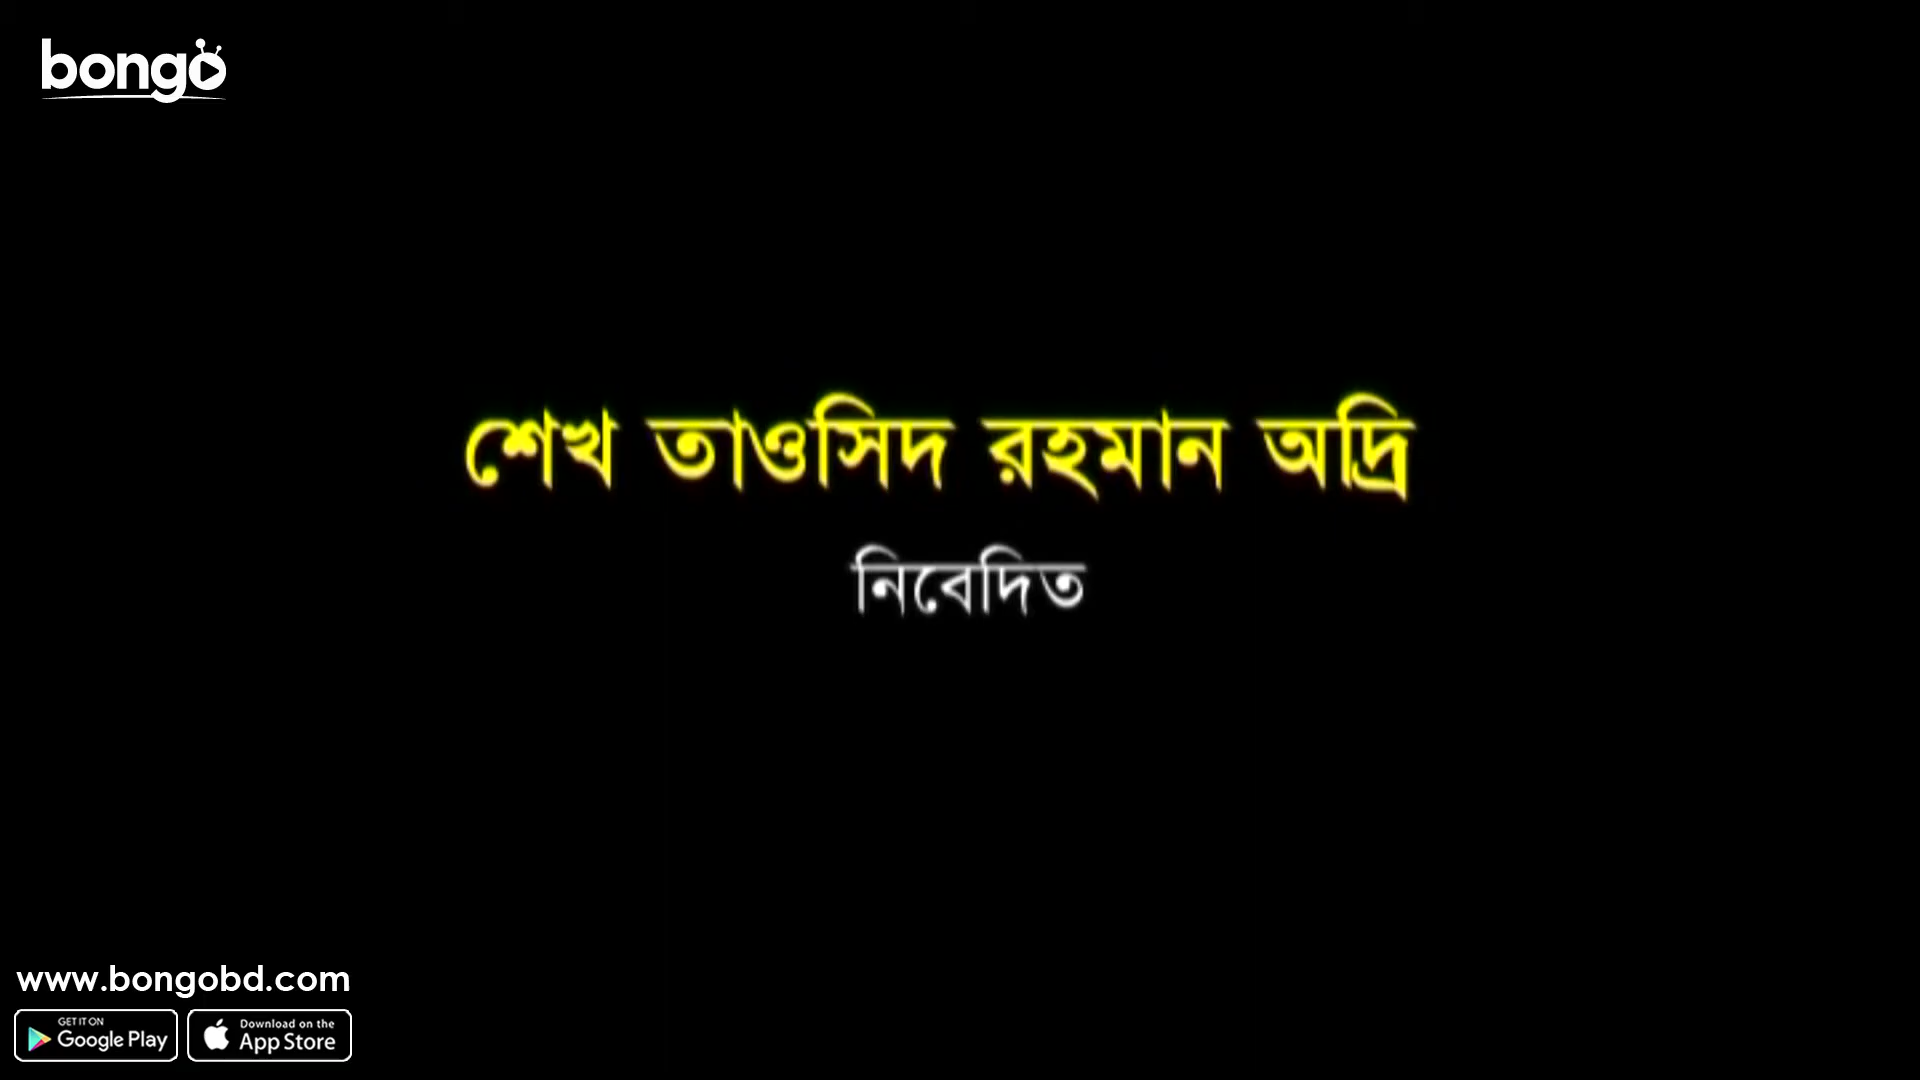 bongo
শেখ তাওসিদ রহমান অদ্রি
নিবেদিত
www.bongobd.com
GET IT ON
Google Play
Download on the
App Store